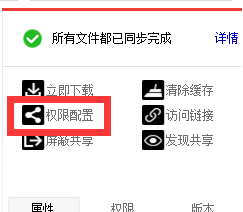 所有文件都已同步完成 详情
立即下载 清除缓存
权限配置 访问链接
屏蔽共享 发现共享
属性 权限 版本